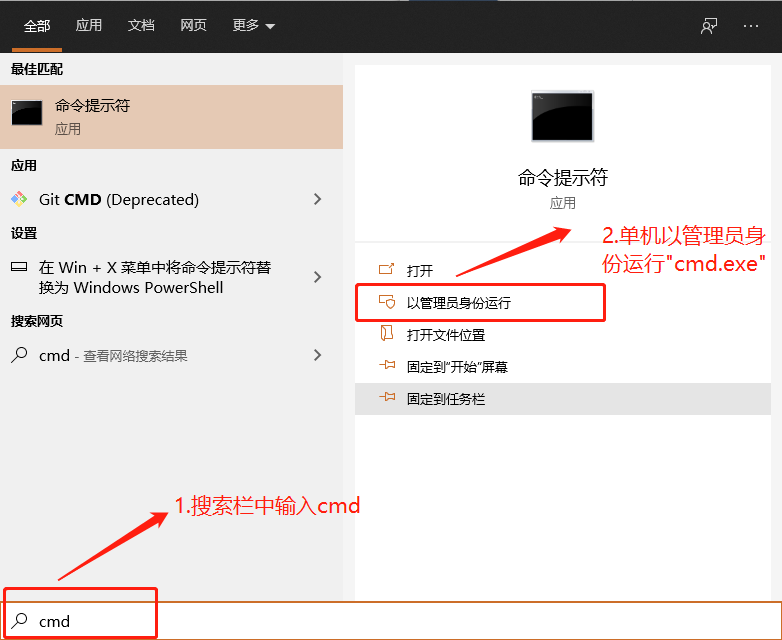 全部 应用 文档 网页 更多
最佳匹配
命令提示符
应用
应用
Git CMD (Deprecated)
设置
在 Win + X 菜单中将命令提示符替
换为 Windows PowerShell
搜索网页
cmd - 查看网络搜索结果
命令提示符
应用
2.单机以管理员身
份运行"cmd.exe"
打开
以管理员身份运行
打开文件位置
固定到"开始"屏幕
固定到任务栏
1.搜索栏中输入cmd
cmd